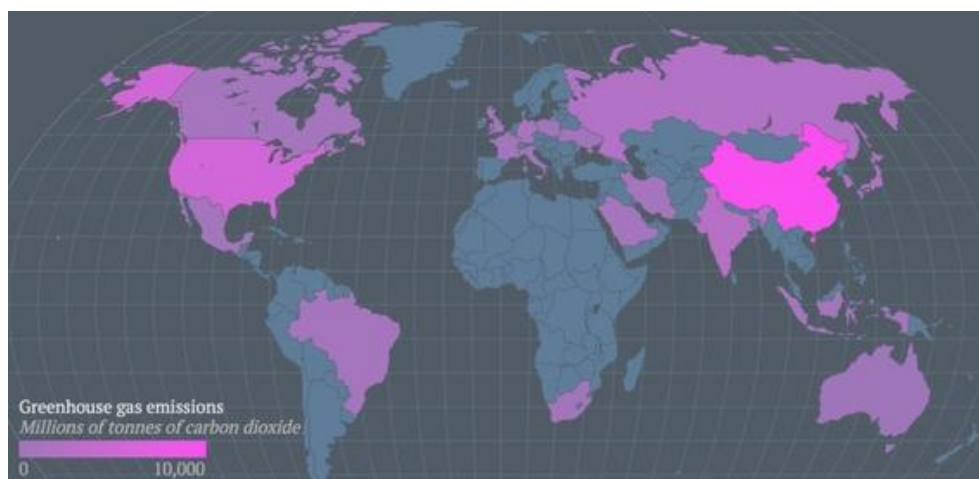 Greenhouse gas emissions
Millions of tonnes of carbon dioxide
0 10,000